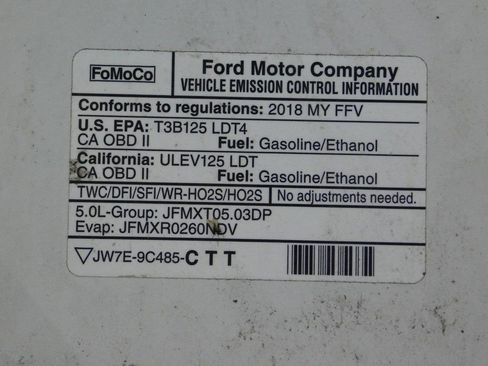 FoMoCo Ford Motor Company
VEHICLE EMISSION CONTROL INFORMATION
Conforms to regulations: 2018 MY FFV
U.S. EPA: T3B125 LDT4
CA OBD II Fuel: Gasoline/Ethanol
California: ULEV125 LDT
CA OBD II Fuel: Gasoline/Ethanol
TWC/DFI/SFI/WR-HO2S/HO2S No adjustments needed.
5.0L-Group: JFMXT05.03DP
Evap: JFMXR0260NDV
JW7E-9C485-CTT